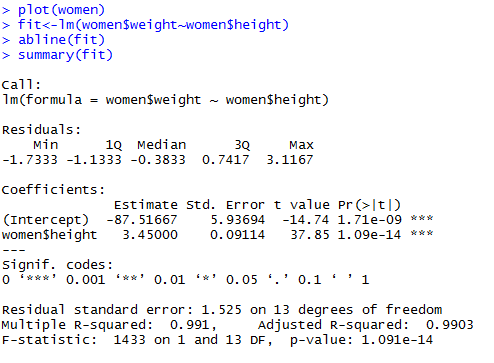 > plot(women)
> fit<-lm(women$weight~women$height)
> abline(fit)
> summary(fit)
Call:
lm(formula = women$weight ~ women$height)
Residuals:
    Min      1Q  Median      3Q     Max
-1.7333 -1.1333 -0.3833  0.7417  3.1167
Coefficients:
              Estimate Std. Error t value Pr(>|t|)
(Intercept)  -87.51667    5.93694  -14.74 1.71e-09 ***
women$height   3.45000    0.09114   37.85 1.09e-14 ***
---
Signif. codes:
0 ‘***’ 0.001 ‘**’ 0.01 ‘*’ 0.05 ‘.’ 0.1 ‘ ’ 1
Residual standard error: 1.525 on 13 degrees of freedom
Multiple R-squared:  0.991,     Adjusted R-squared:  0.9903
F-statistic:  1433 on 1 and 13 DF,  p-value: 1.091e-14